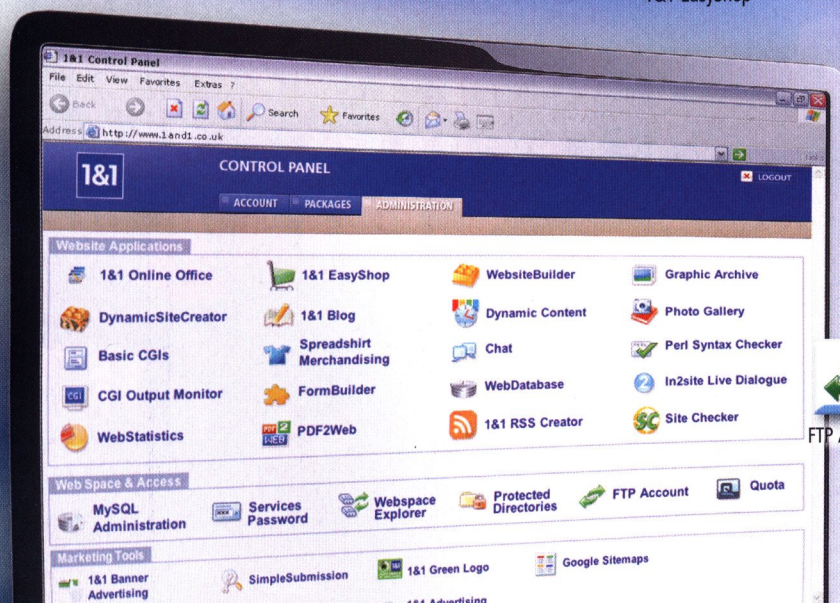 1&1 EasyShop
1&1 Control Panel
File Edit View Favorites Extras ?
Back Search Favorites
Address http://www.1and1.co.uk
1&1
CONTROL PANEL
LOGOUT
ACCOUNT PACKAGES ADMINISTRATION
Website Applications
1&1 Online Office 1&1 EasyShop WebsiteBuilder Graphic Archive
DynamicSiteCreator 1&1 Blog Dynamic Content Photo Gallery
Basic CGIs Spreadshirt Merchandising Chat Perl Syntax Checker
CGI Output Monitor FormBuilder WebDatabase In2site Live Dialogue
WebStatistics PDF2Web 1&1 RSS Creator Site Checker
FTP
Web Space & Access
MySQL Administration Services Password Webspace Explorer Protected Directories FTP Account Quota
Marketing Tools
1&1 Banner Advertising SimpleSubmission 1&1 Green Logo Google Sitemaps
1&1 Advertising